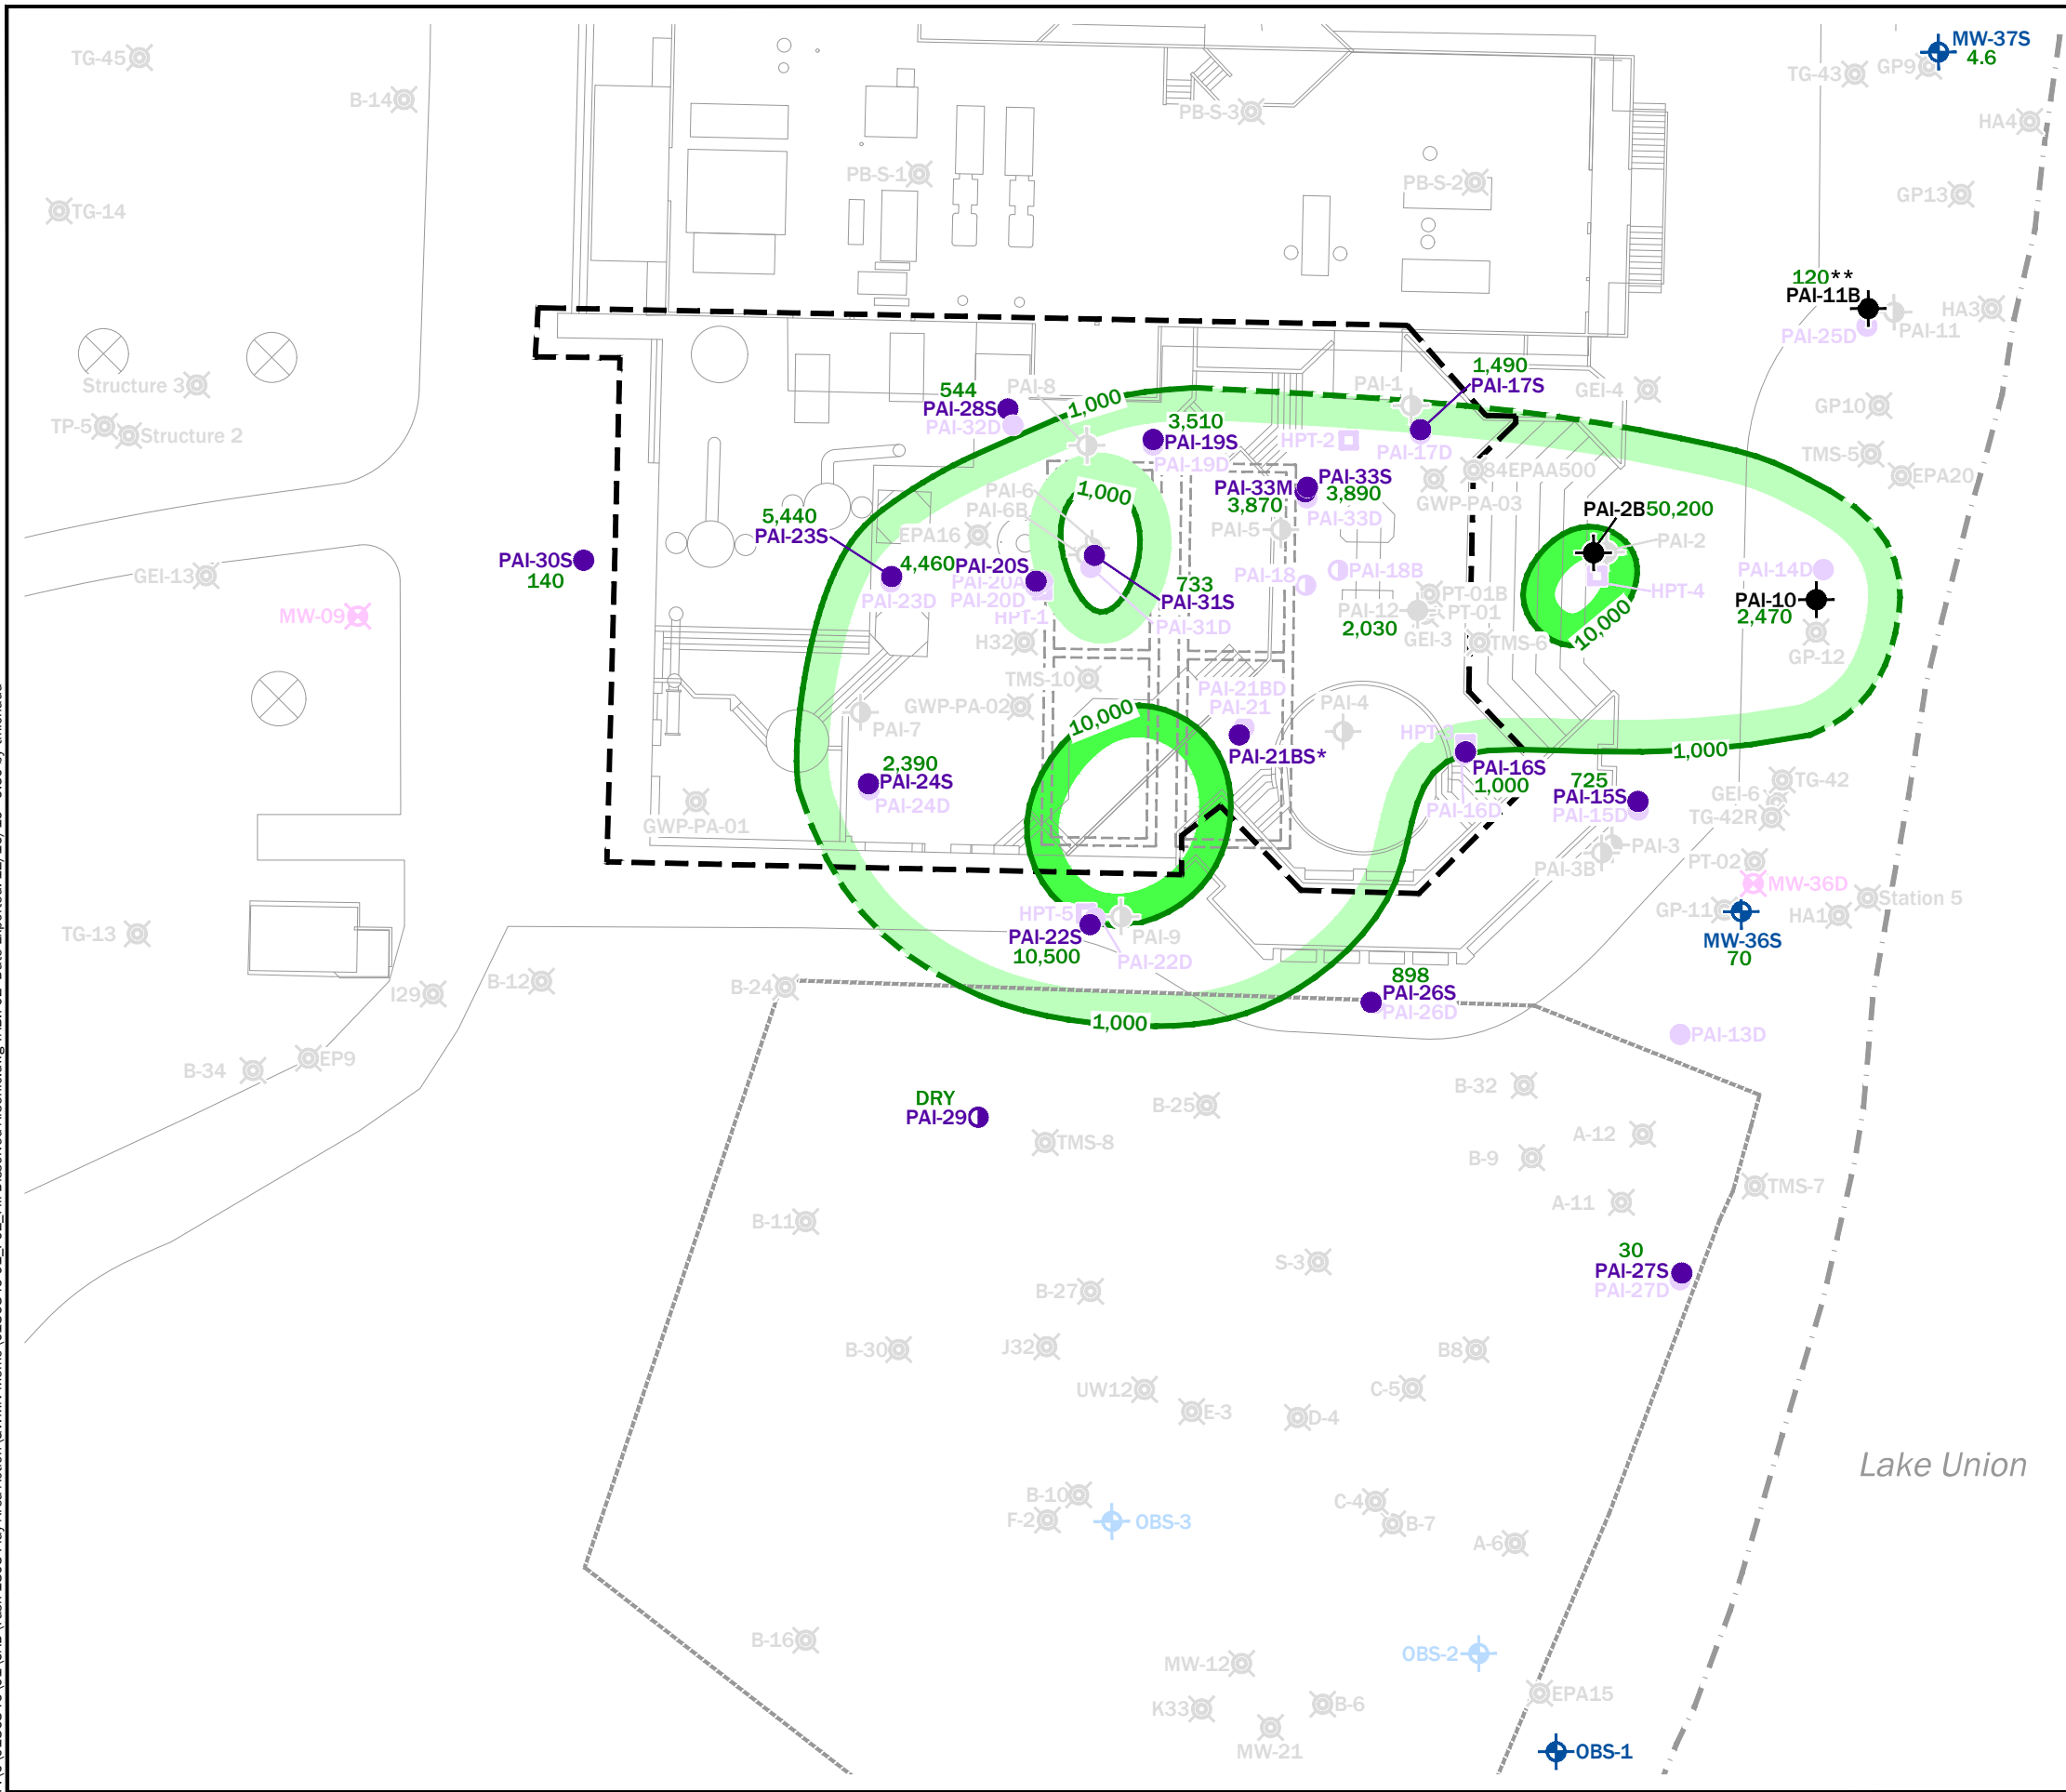 MW-37S
4.6
TG-45
TG-43
GP9
B-14
PB-S-3
HA4
PB-S-1
PB-S-2
GP13
TG-14
120**
PAI-11B
HA3
PAI-11
PAI-25D
1,490
Structure 3
544
PAI-8
PAI-1
PAI-17S
GEI-4
PAI-28S
1,000
GP10
TP-5
PAI-32D
3,510
Structure 2
PAI-19S
HPT-2
PAI-17D
TMS-5
PAI-19D
84EPAA500
EPA20
PAI-33S
PAI-6
1,000
PAI-33M
3,890
GWP-PA-03
PAI-6B
3,870
PAI-2B
50,200
5,440
PAI-33D
PAI-23S
EPA16
PAI-5
PAI-2
PAI-30S
4,460
PAI-20S
PAI-18
PAI-18B
PAI-14D
GEI-13
140
PAI-20A
733
HPT-4
PAI-23D
PAI-20D
PAI-31S
PT-01B
PAI-10
MW-09
HPT-1
PAI-12
PT-01
2,470
PAI-31D
2,030
10,000
H32
GEI-3
TMS-6
GP-12
TMS-10
PAI-21BD
GWP-PA-02
PAI-21
PAI-4
10,000
PAI-7
HPT-3
PAI-21BS*
1,000
2,390
PAI-16S
PAI-24S
1,000
725
TG-42
PAI-24D
PAI-15S
GEI-6
PAI-16D
PAI-15D
TG-42R
GWP-PA-01
PAI-3
PT-02
PAI-3B
MW-36D
HPT-5
GP-11
Station 5
HA1
TG-13
PAI-22S
PAI-9
MW-36S
10,500
PAI-22D
70
B-12
B-24
898
I29
PAI-26S
PAI-26D
1,000
PAI-13D
EP9
B-34
B-32
DRY
B-25
PAI-29
TMS-8
A-12
B-9
TMS-7
A-11
B-11
30
S-3
PAI-27S
B-27
PAI-27D
B-30
J32
B8
UW12
C-5
E-3
D-4
Lake Union
B-10
C-4
F-2
OBS-3
B-7
A-6
B-16
OBS-2
MW-12
EPA15
K33
B-6
MW-21
OBS-1